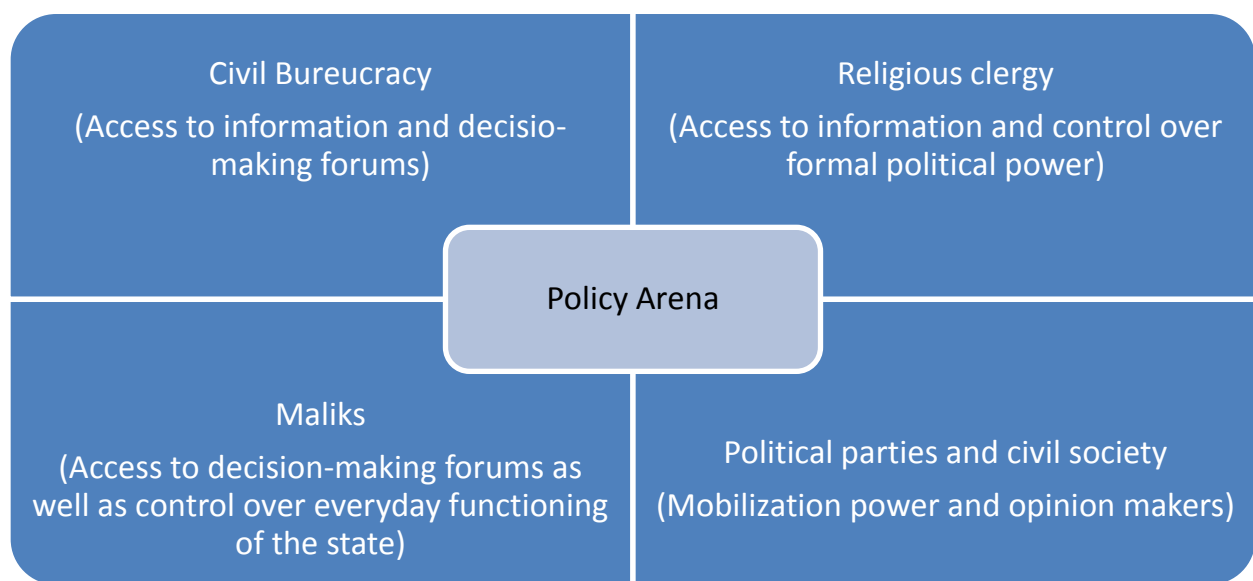 Civil Bureucracy
(Access to information and decisio-
making forums)
Religious clergy
(Access to information and control over
formal political power)
Policy Arena
Maliks
(Access to decision-making forums as
well as control over everyday functioning
of the state)
Political parties and civil society
(Mobilization power and opinion makers)